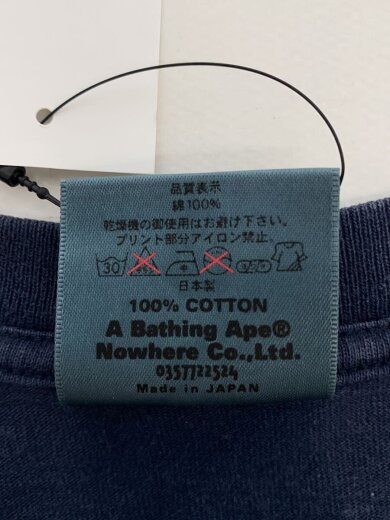 品質表示
綿100%
乾燥機の御使用はお避け下さい。
プリント部分アイロン禁止。
30
日本製
100% COTTON
A Bathing Ape®
Nowhere Co.,Ltd.
0357722524
Made in JAPAN